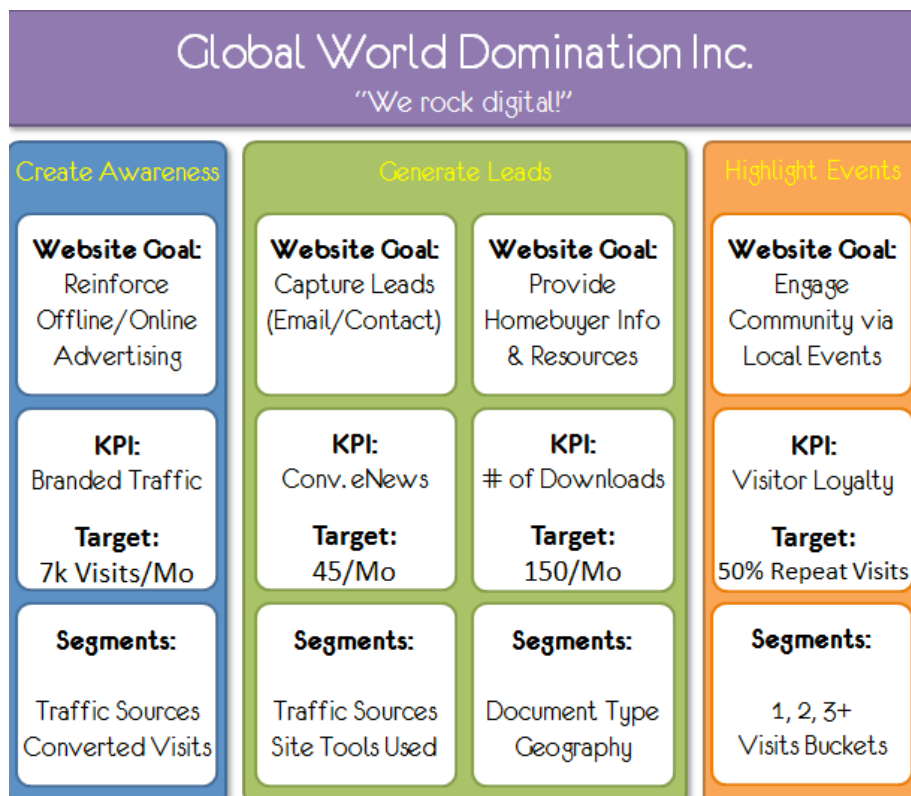 Global World Domination Inc.
"We rock digital!"
Create Awareness
Website Goal:
Reinforce
Offline/Online
Advertising
KPI:
Branded Traffic
Target:
7k Visits/Mo
Segments:
Traffic Sources
Converted Visits
Generate Leads
Website Goal:
Capture Leads
(Email/Contact)
KPI:
Conv. eNews
Target:
45/Mo
Segments:
Traffic Sources
Site Tools Used
Website Goal:
Provide
Homebuyer Info
& Resources
KPI:
# of Downloads
Target:
150/Mo
Segments:
Document Type
Geography
Highlight Events
Website Goal:
Engage
Community via
Local Events
KPI:
Visitor Loyalty
Target:
50% Repeat Visits
Segments:
1, 2, 3+
Visits Buckets